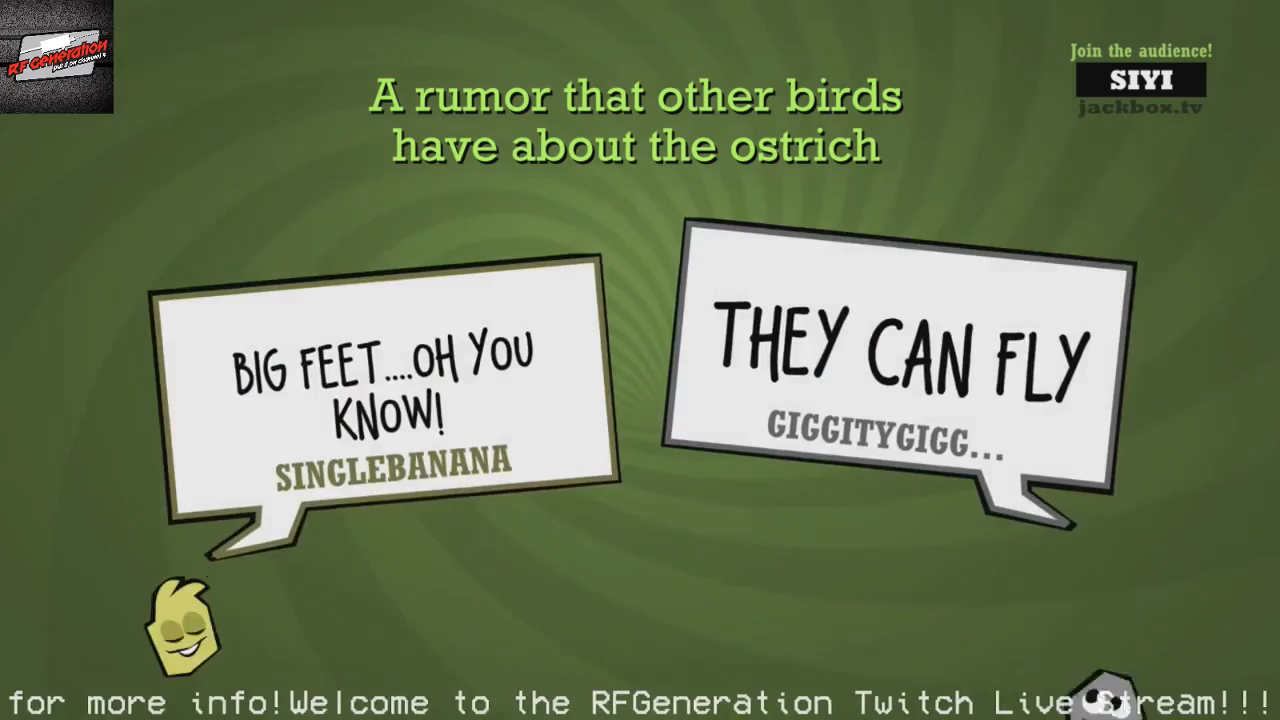 RF Generation
Join the audience!
SIYI
jackbox.tv
A rumor that other birds
have about the ostrich
BIG FEET....OH YOU
KNOW!
SINGLEBANANA
THEY CAN FLY
GIGGITYGIGG...
for more info!Welcome to the RFGeneration Twitch Live Stream!!!